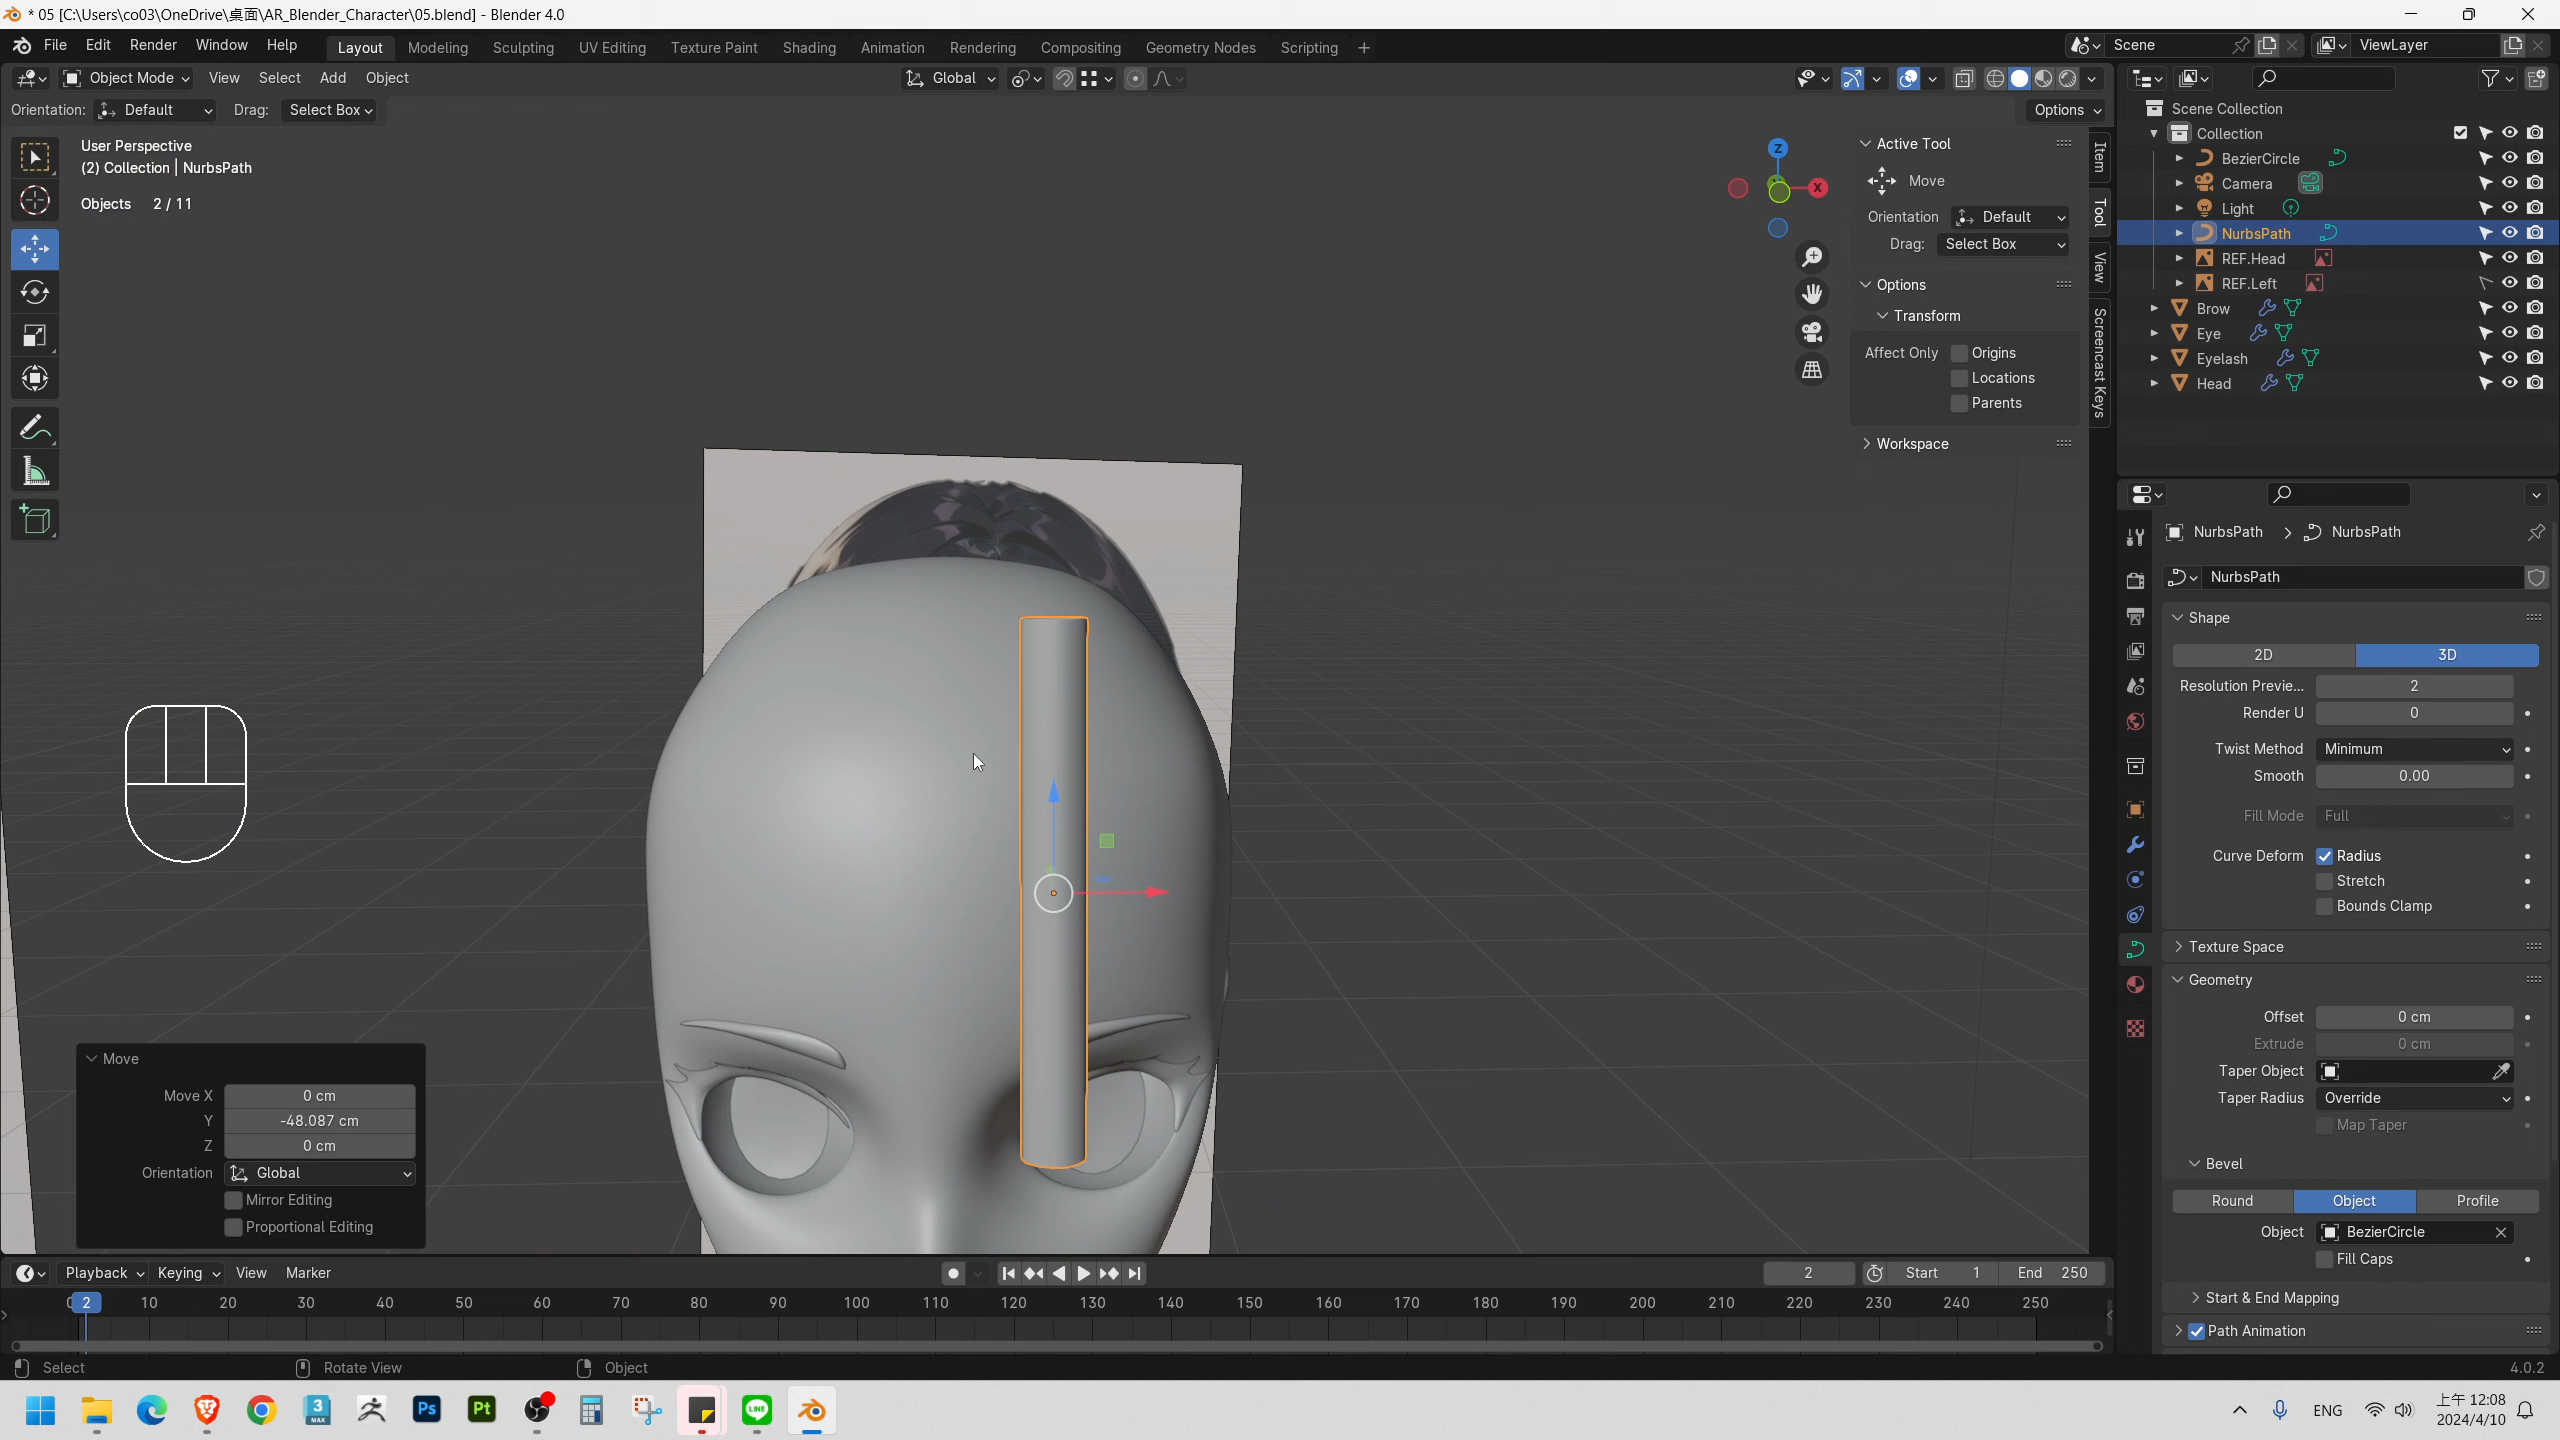 * 05 [C:\Users\co03\OneDrive\桌面\AR_Blender_Character\05.blend] - Blender 4.0
File Edit Render Window Help Layout Modeling Sculpting UV Editing Texture Paint Shading Animation Rendering Compositing Geometry Nodes Scripting + Scene ViewLayer
Object Mode View Select Add Object Global
Orientation: Default Drag: Select Box Options
User Perspective
(2) Collection | NurbsPath
Objects 2 / 11
Z
X
Active Tool
Move
Orientation Default
Drag: Select Box
Options
Transform
Affect Only Origins
Locations
Parents
Workspace
Item
Tool
View
Screencast Keys
Scene Collection
Collection
BezierCircle
Camera
Light
NurbsPath
REF.Head
REF.Left
Brow
Eye
Eyelash
Head
NurbsPath > NurbsPath
NurbsPath
Shape
2D 3D
Resolution Previe... 2
Render U 0
Twist Method Minimum
Smooth 0.00
Fill Mode Full
Curve Deform Radius
Stretch
Bounds Clamp
Texture Space
Geometry
Offset 0 cm
Extrude 0 cm
Taper Object
Taper Radius Override
Map Taper
Bevel
Round Object Profile
Object BezierCircle
Fill Caps
Start & End Mapping
Path Animation
Move
Move X 0 cm
Y -48.087 cm
Z 0 cm
Orientation Global
Mirror Editing
Proportional Editing
Playback Keying View Marker 2 Start 1 End 250
0 2 10 20 30 40 50 60 70 80 90 100 110 120 130 140 150 160 170 180 190 200 210 220 230 240 250
Select Rotate View Object 4.0.2
3
MAX
Ps
Pt
LINE
ENG
上午 12:08
2024/4/10